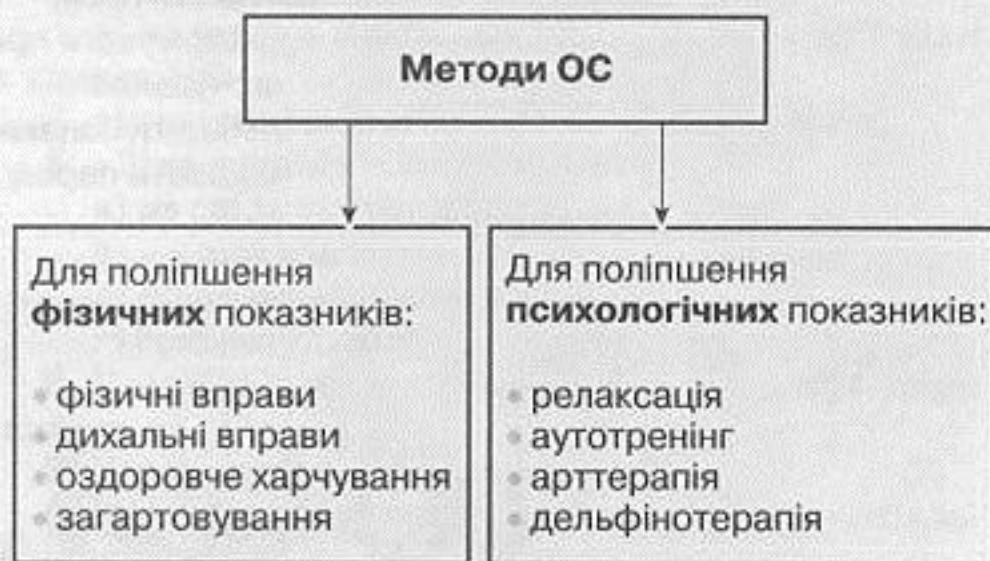 Методи ОС
Для поліпшення
фізичних показників:
• фізичні вправи
• дихальні вправи
• оздоровче харчування
• загартовування
Для поліпшення
психологічних показників:
• релаксація
• аутотренінг
• арттерапія
• дельфінотерапія